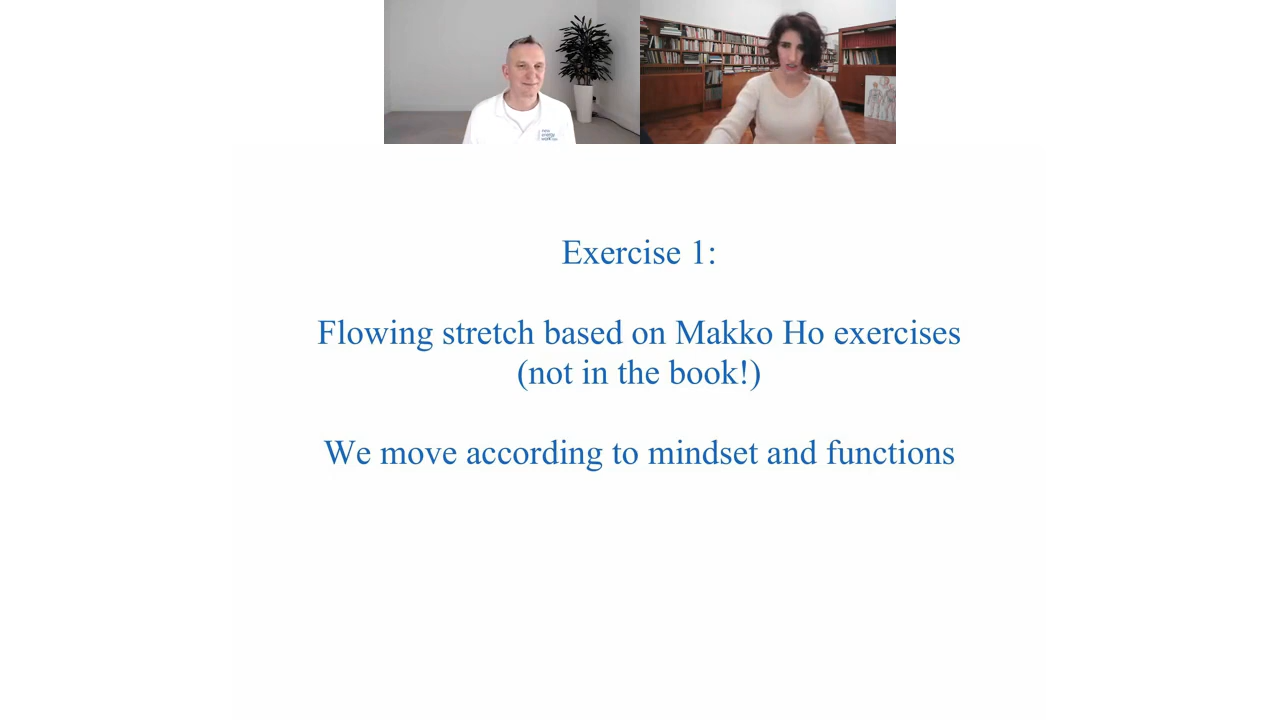 Exercise 1:
Flowing stretch based on Makko Ho exercises
(not in the book!)
We move according to mindset and functions